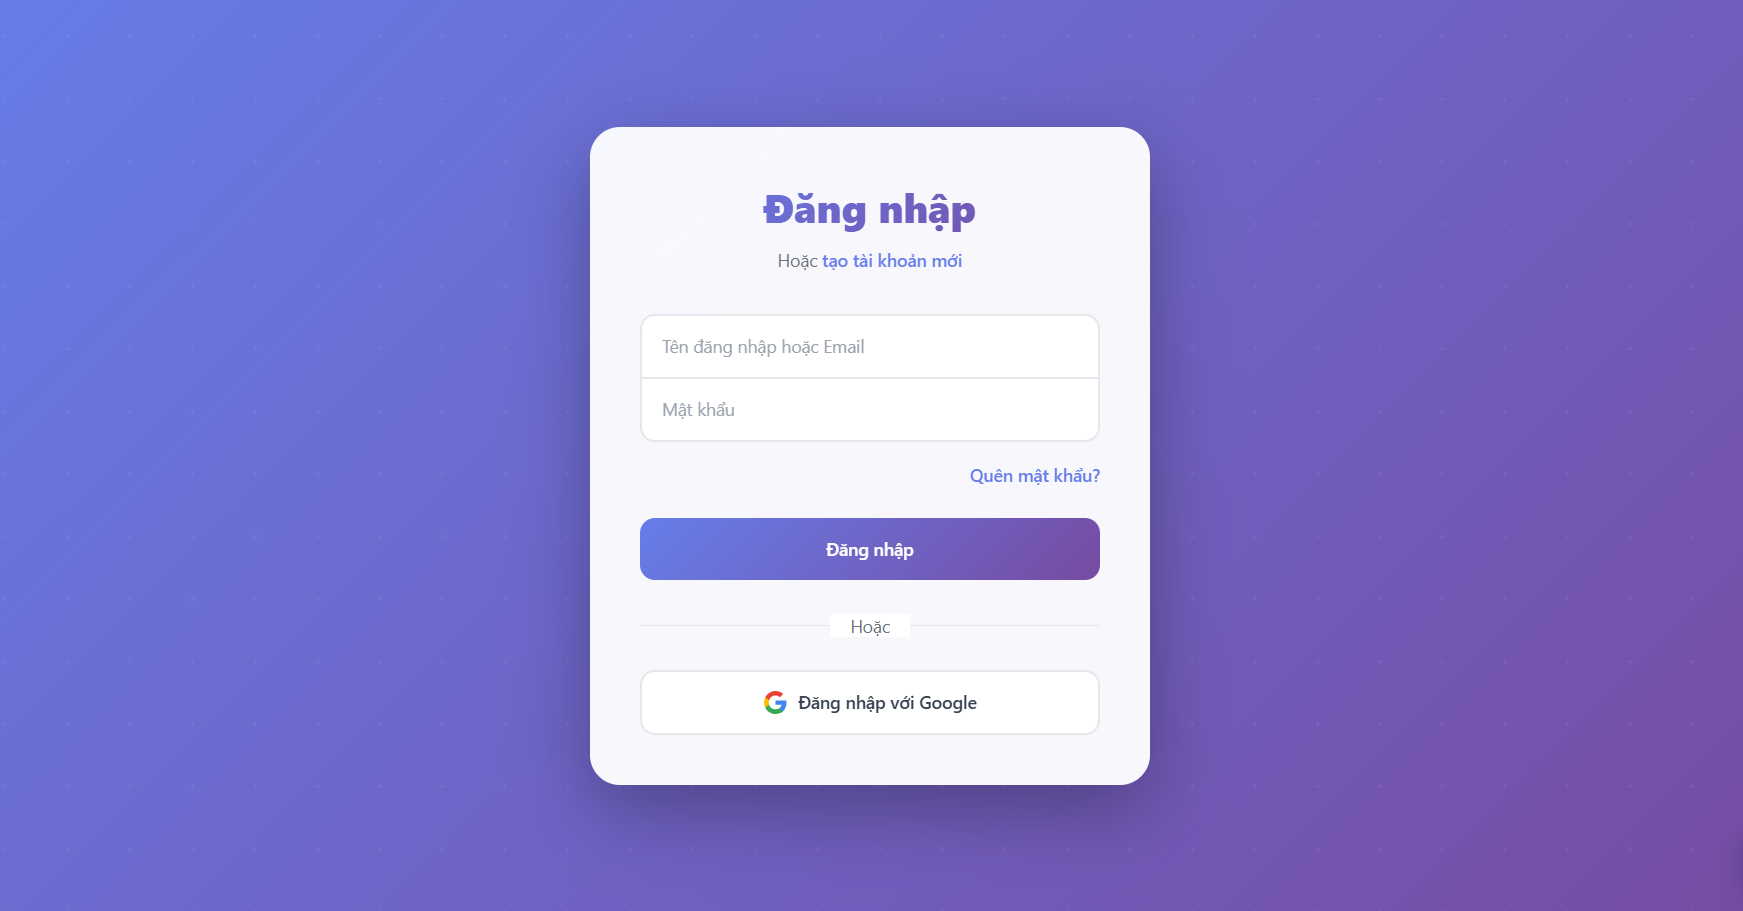 Đăng nhập
Hoặc tạo tài khoản mới
Tên đăng nhập hoặc Email
Mật khẩu
Quên mật khẩu?
Đăng nhập
Hoặc
Đăng nhập với Google